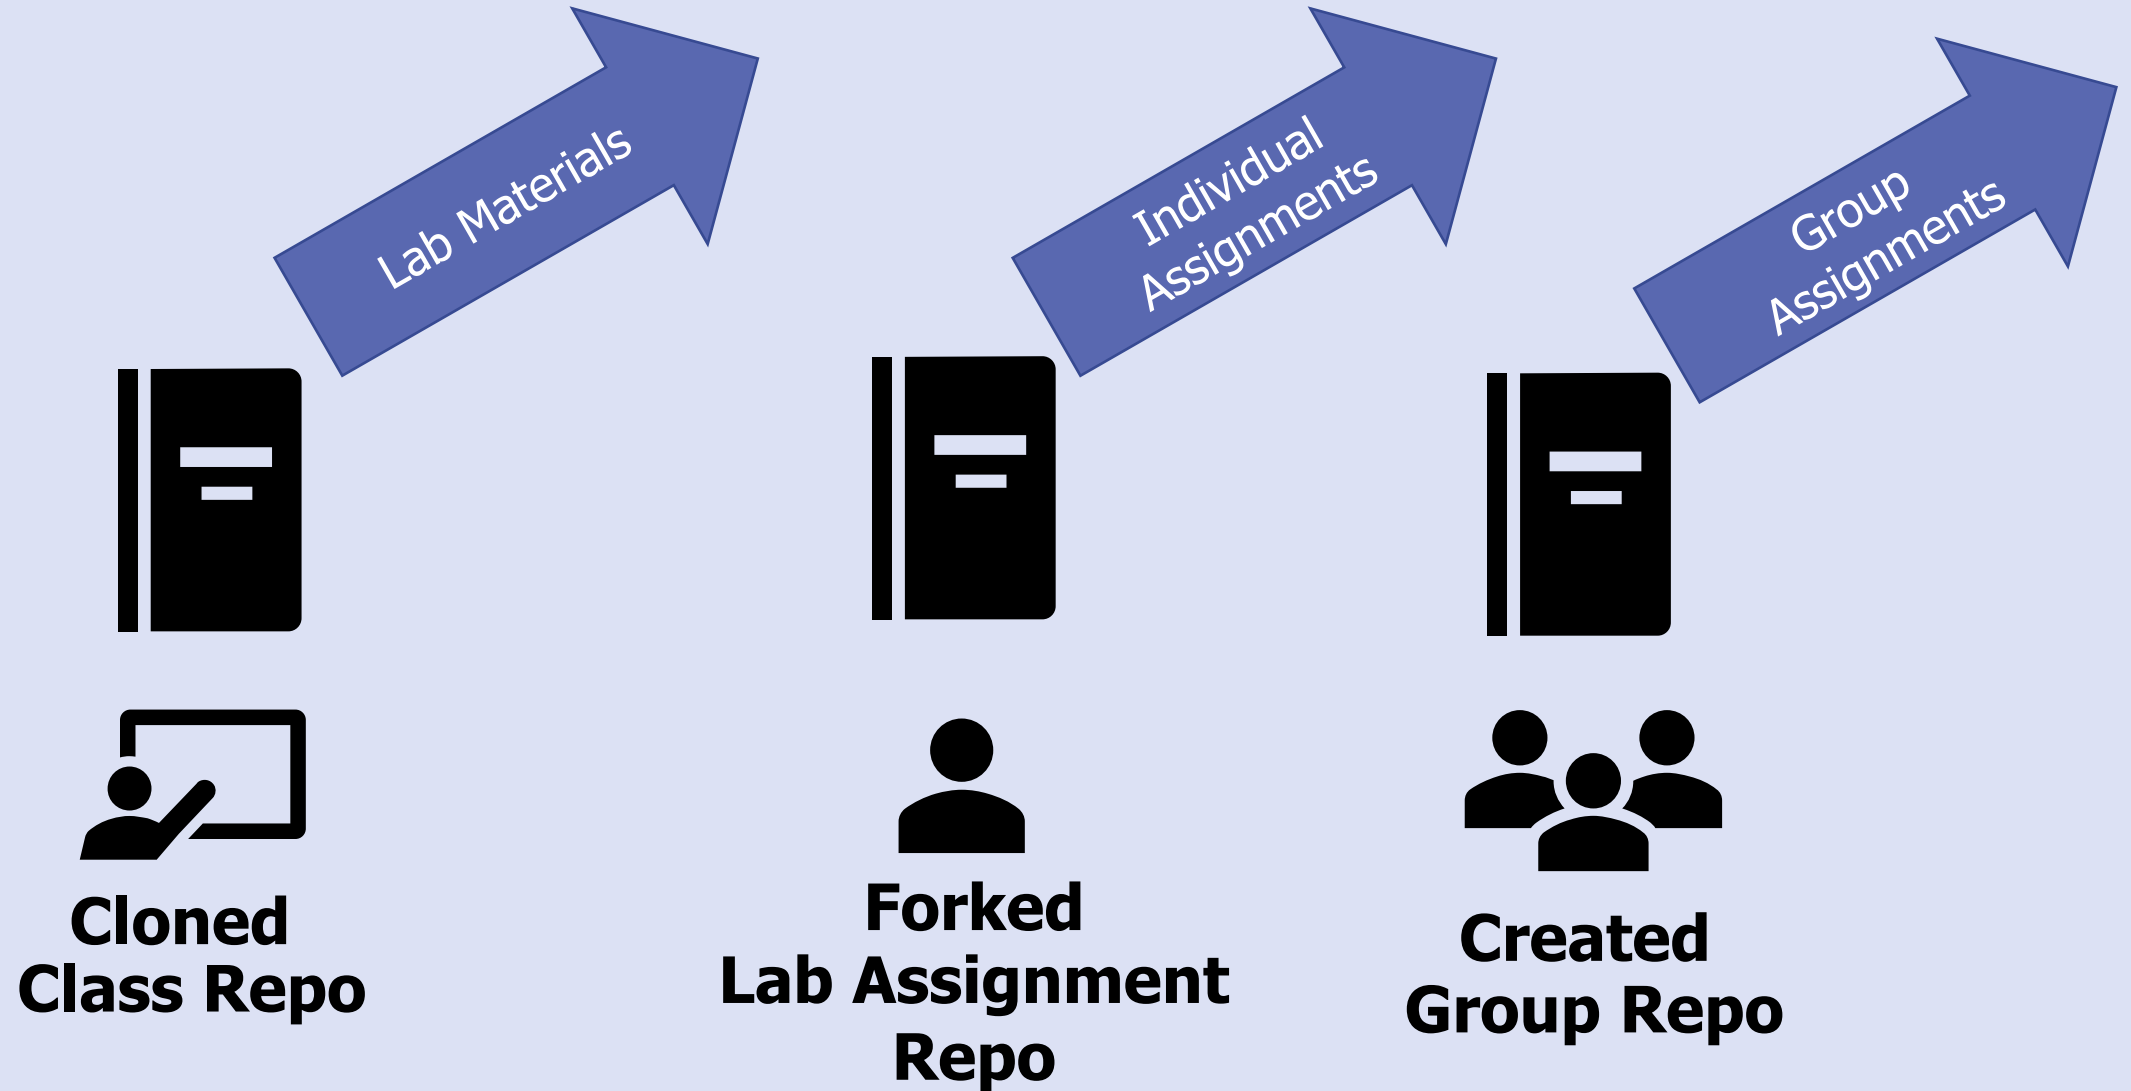 Lab Materials
Individual
Assignments
Group
Assignments
Cloned
Class Repo
Forked
Lab Assignment
Repo
Created
Group Repo